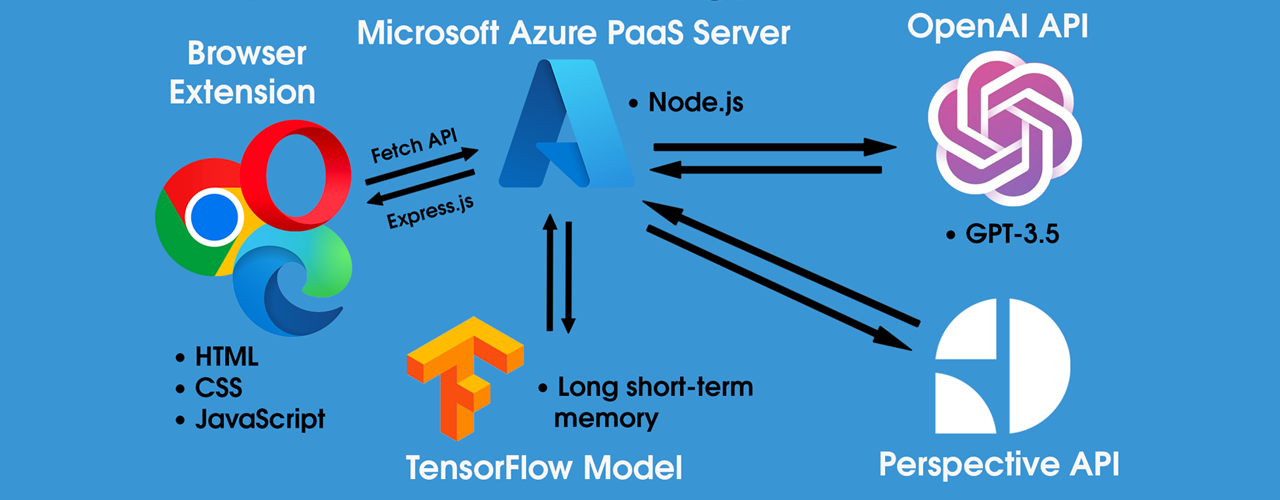 Microsoft Azure PaaS Server
OpenAI API
Browser
Extension
• Node.js
Fetch API
Express.js
• GPT-3.5
• HTML
• CSS
• JavaScript
• Long short-term
memory
TensorFlow Model
Perspective API